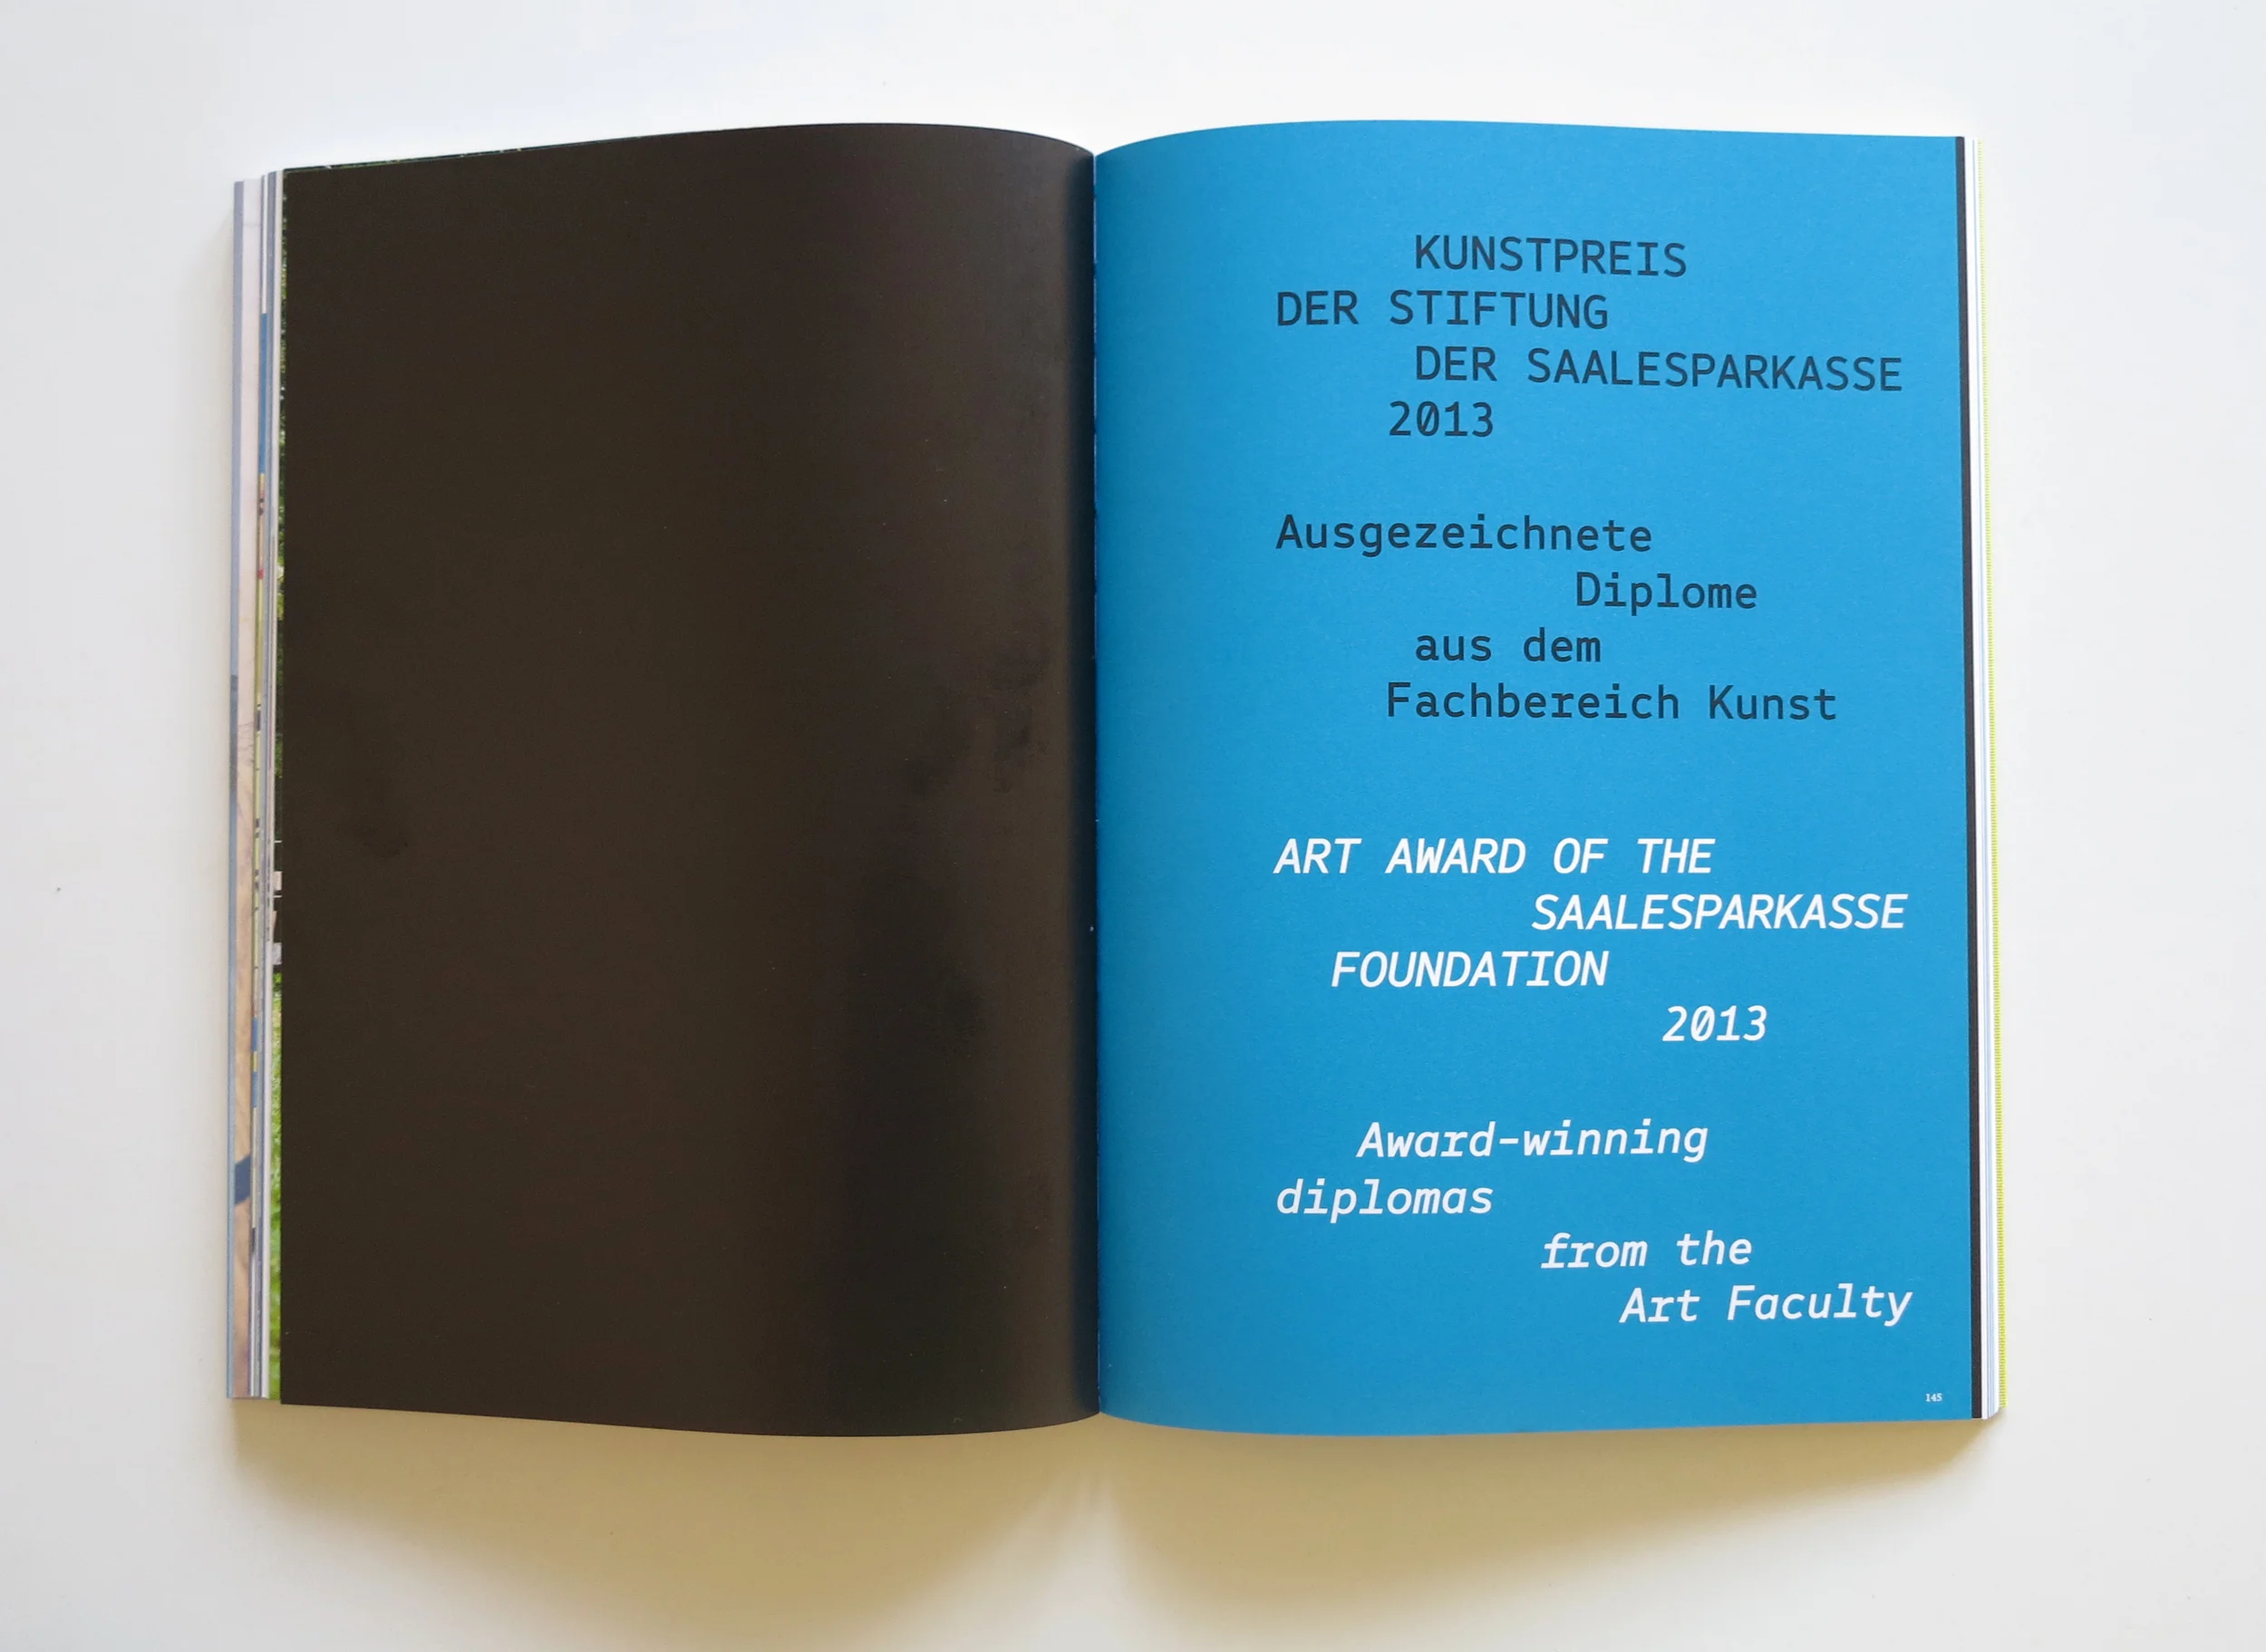 KUNSTPREIS
DER STIFTUNG
DER SAALESPARKASSE
2013
Ausgezeichnete
Diplome
aus dem
Fachbereich Kunst
ART AWARD OF THE
SAALESPARKASSE
FOUNDATION
2013
Award-winning
diplomas
from the
Art Faculty
145